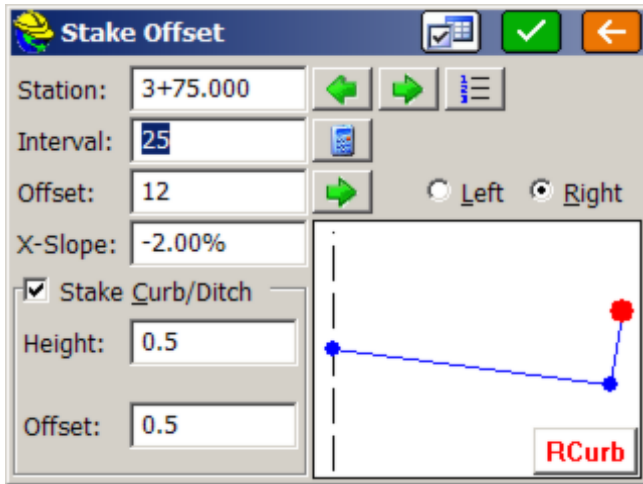 Stake Offset
Station: 3+75.000
Interval: 25
Offset: 12 Left Right
X-Slope: -2.00%
Stake Curb/Ditch
Height: 0.5
Offset: 0.5
RCurb